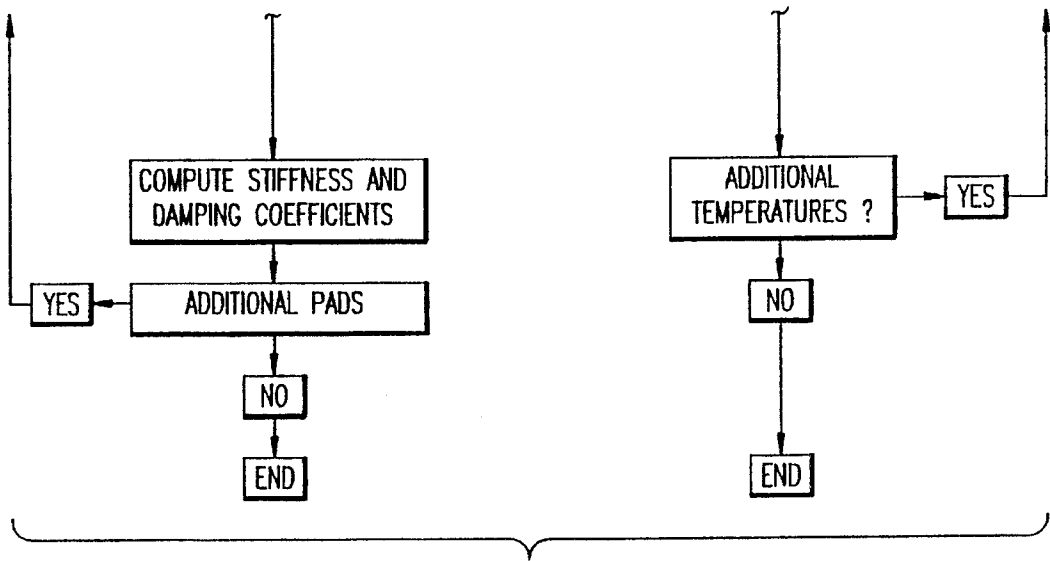 COMPUTE STIFFNESS AND
DAMPING COEFFICIENTS
YES
ADDITIONAL PADS
NO
END
ADDITIONAL
TEMPERATURES ?
YES
NO
END